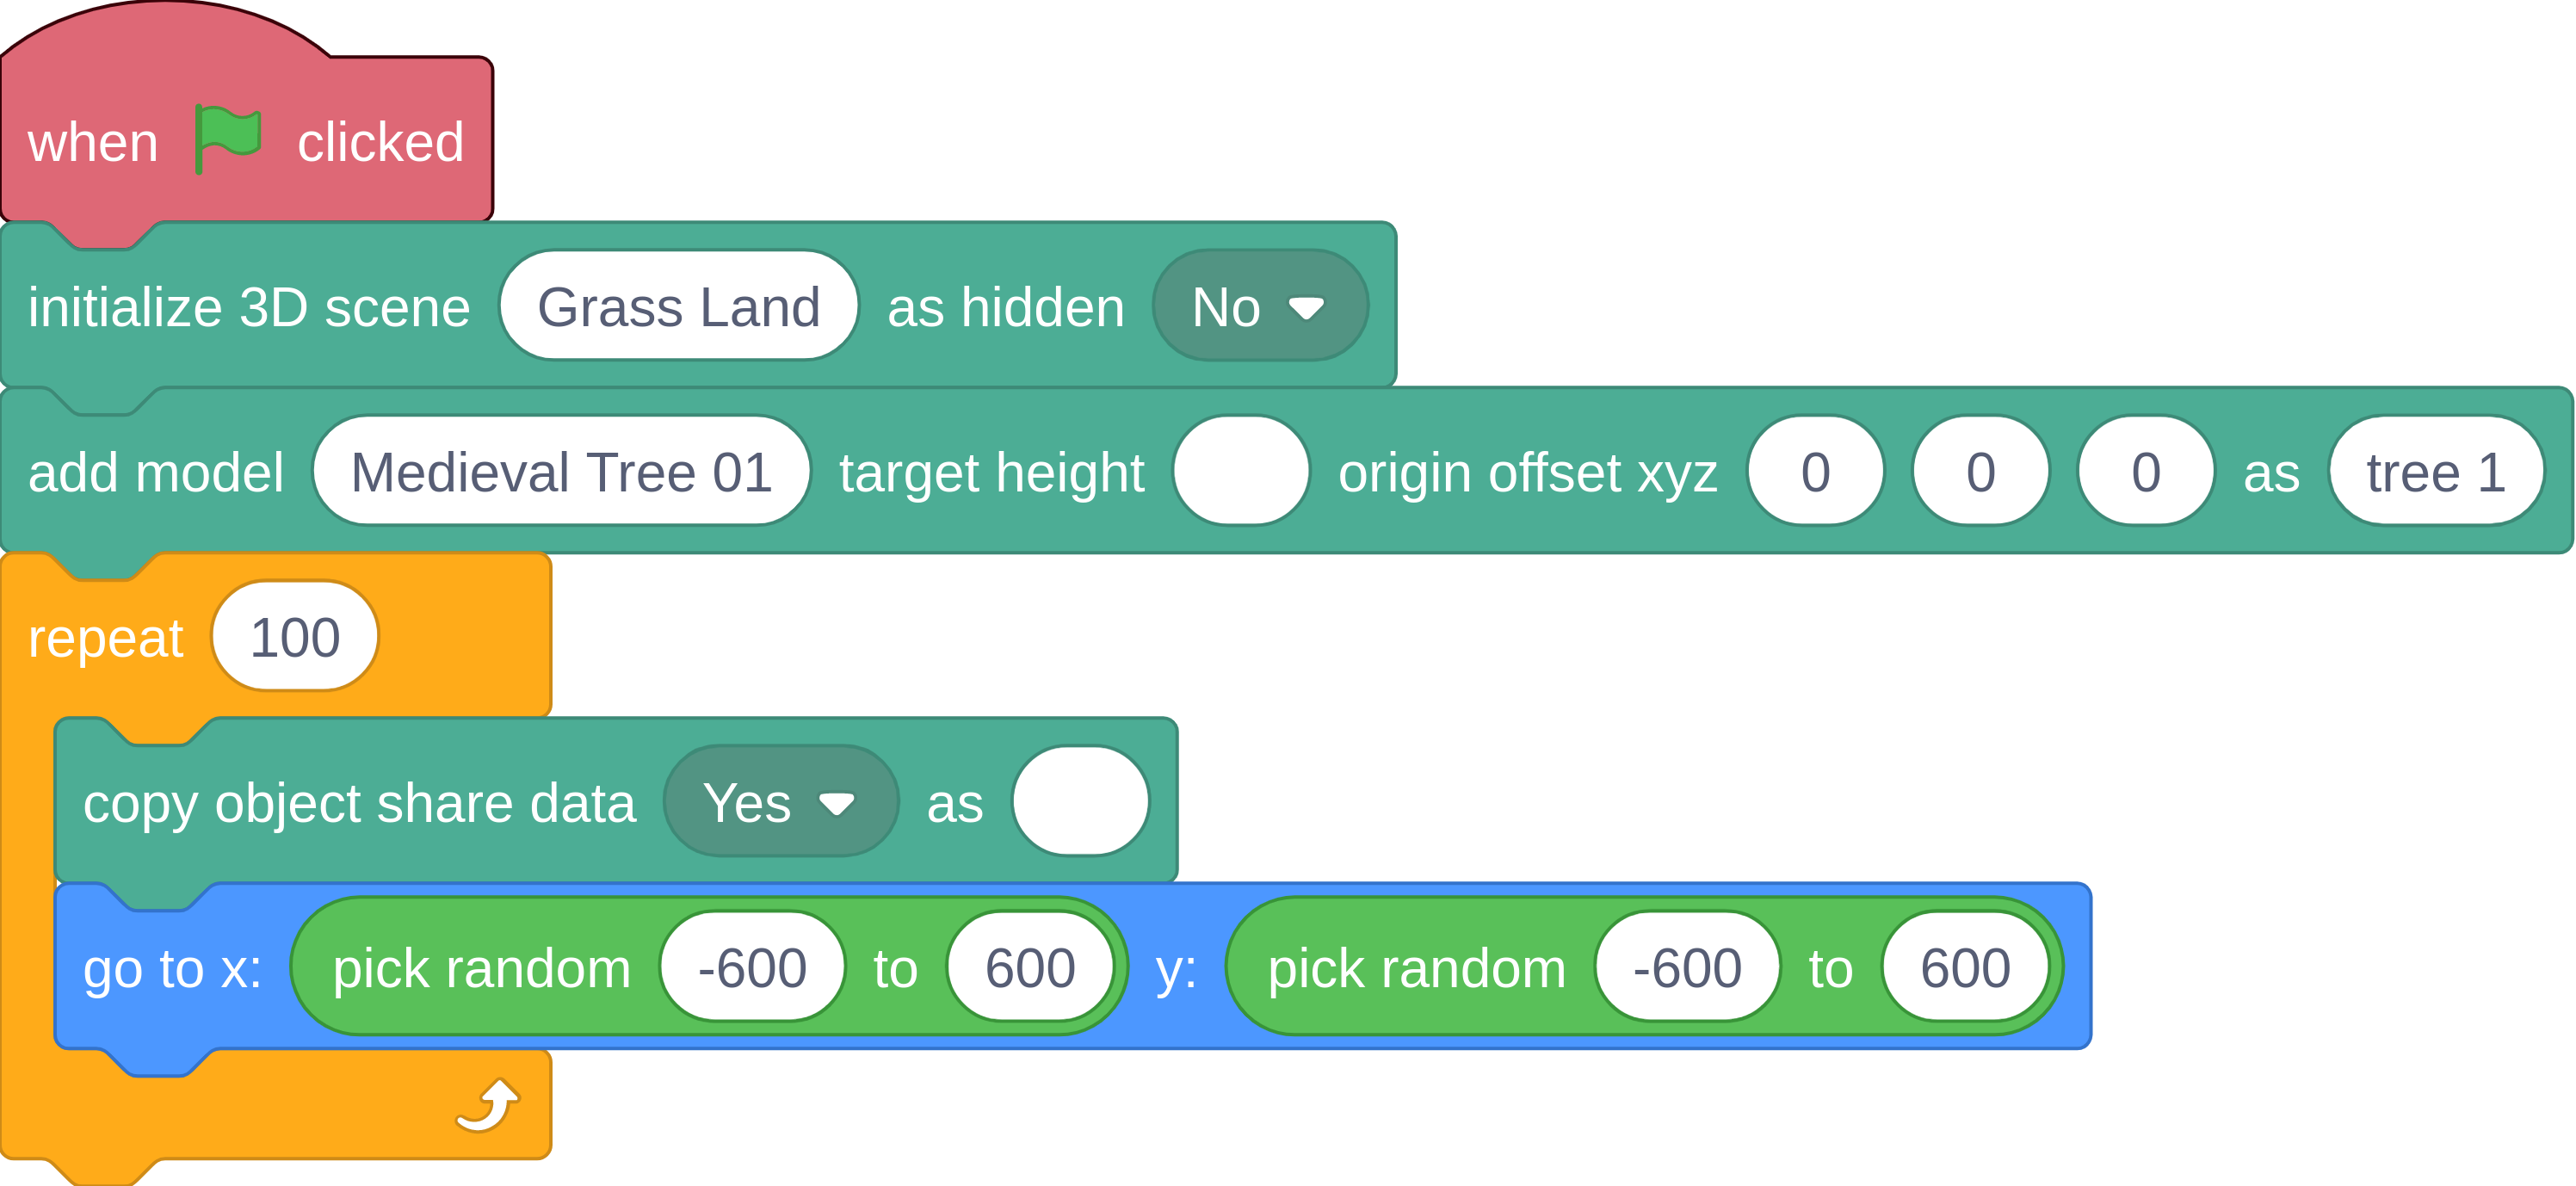 when clicked
initialize 3D scene Grass Land as hidden No
add model Medieval Tree 01 target height origin offset xyz 0 0 0 as tree 1
repeat 100
copy object share data Yes as
go to x: pick random -600 to 600 y: pick random -600 to 600